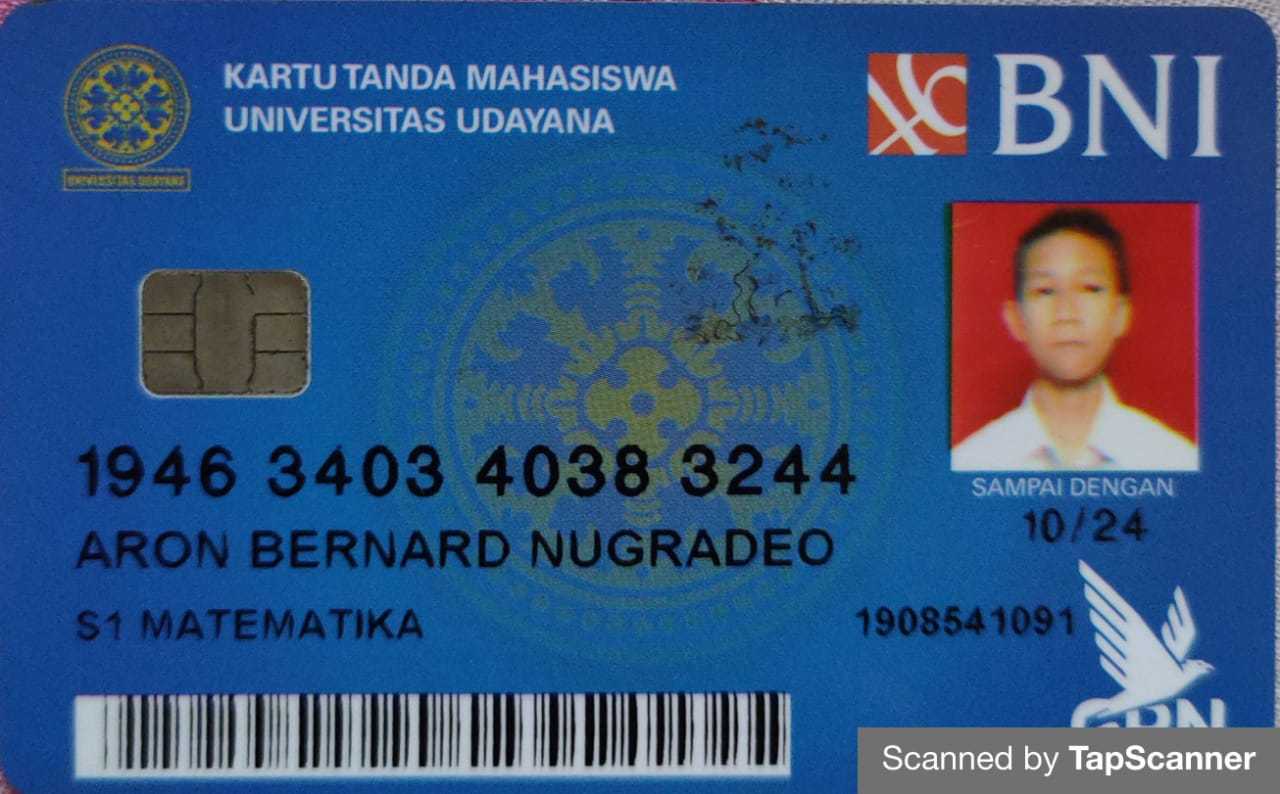 KARTU TANDA MAHASISWA
UNIVERSITAS UDAYANA
UNIVERSITAS UDAYANA
BNI
1946 3403 4038 3244
SAMPAI DENGAN
10/24
ARON BERNARD NUGRADEO
S1 MATEMATIKA
1908541091
GPN
Scanned by TapScanner